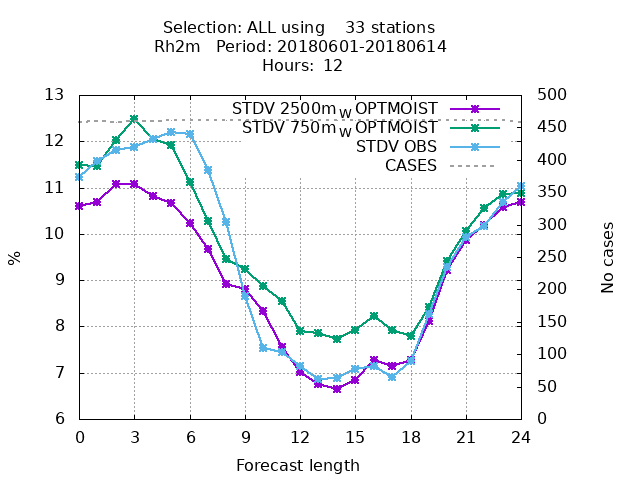 Selection: ALL using    33 stations
Rh2m   Period: 20180601-20180614
Hours:  12
STDV 2500m_W OPTMOIST
STDV 750m_W OPTMOIST
STDV OBS
CASES
13
12
11
10
9
8
7
6
%
500
450
400
350
300
250
200
150
100
50
0
No cases
0 3 6 9 12 15 18 21 24
Forecast length